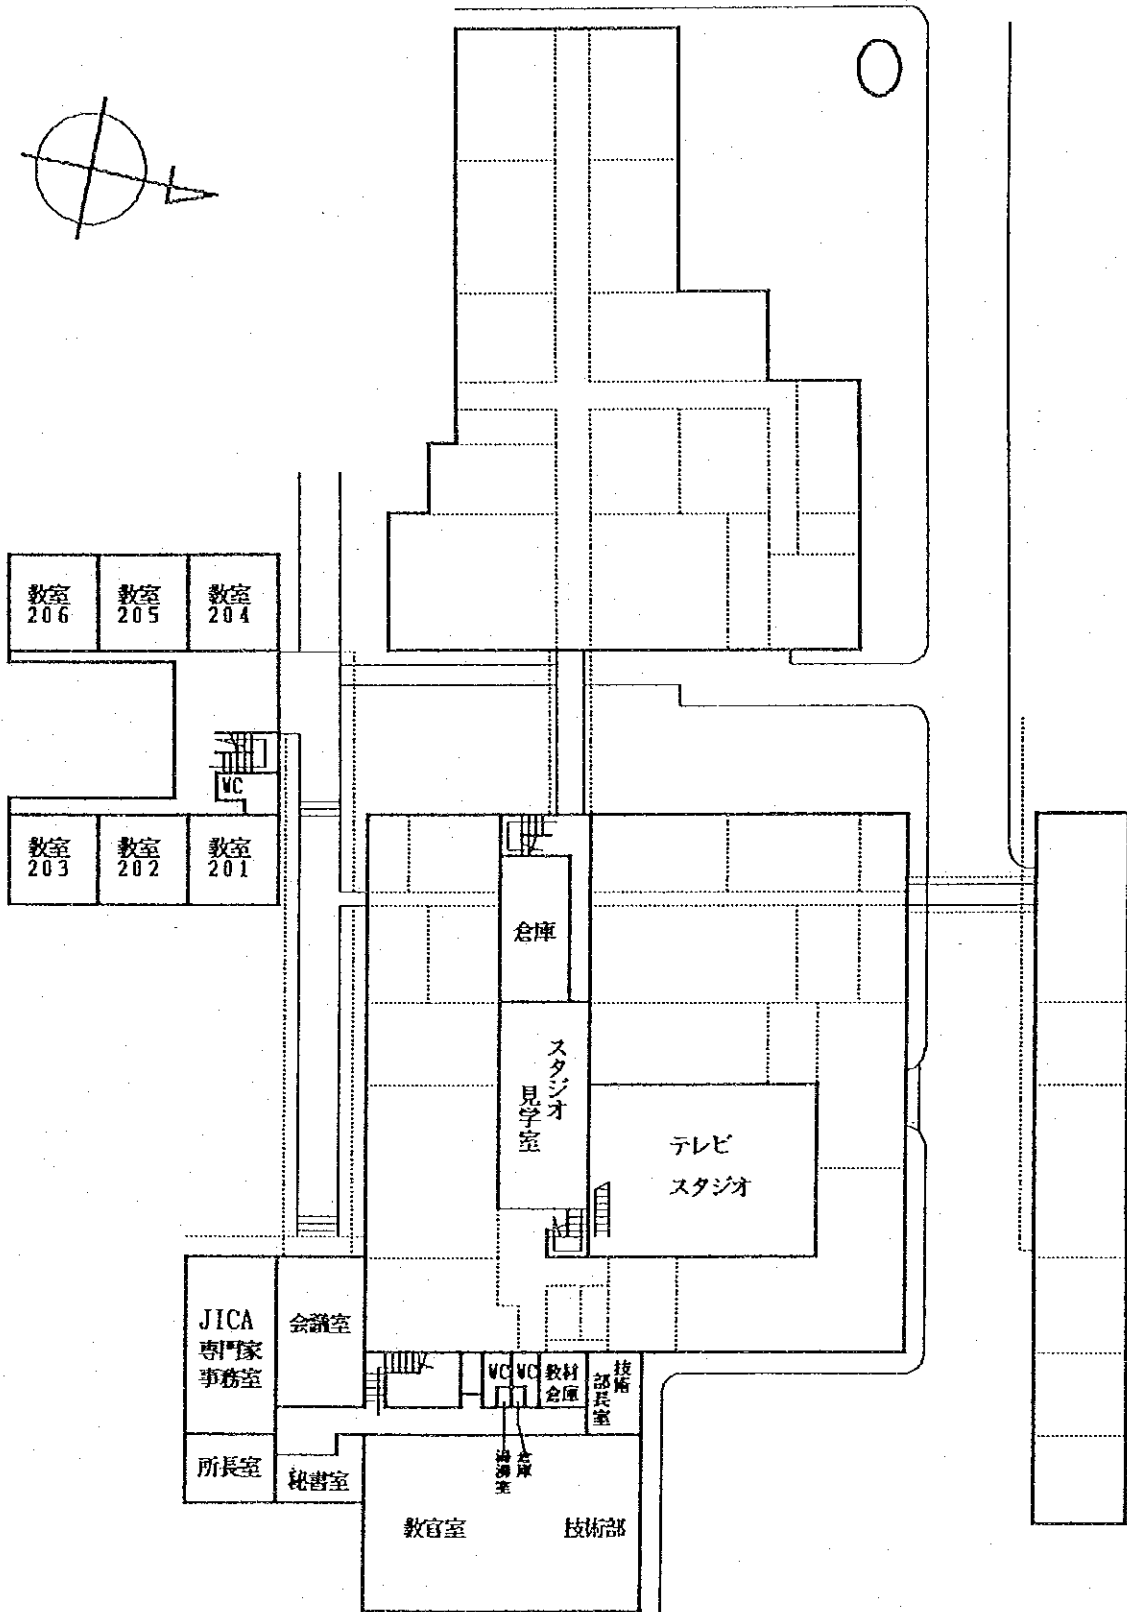 教室
206
教室
205
教室
204
WC
教室
203
教室
202
教室
201
倉庫
スタジオ
見学室
テレビ
スタジオ
JICA
専門家
事務室
会議室
WC
WC
教材
倉庫
技術
部長室
所長室
秘書室
湯沸室
倉庫
教官室
技術部